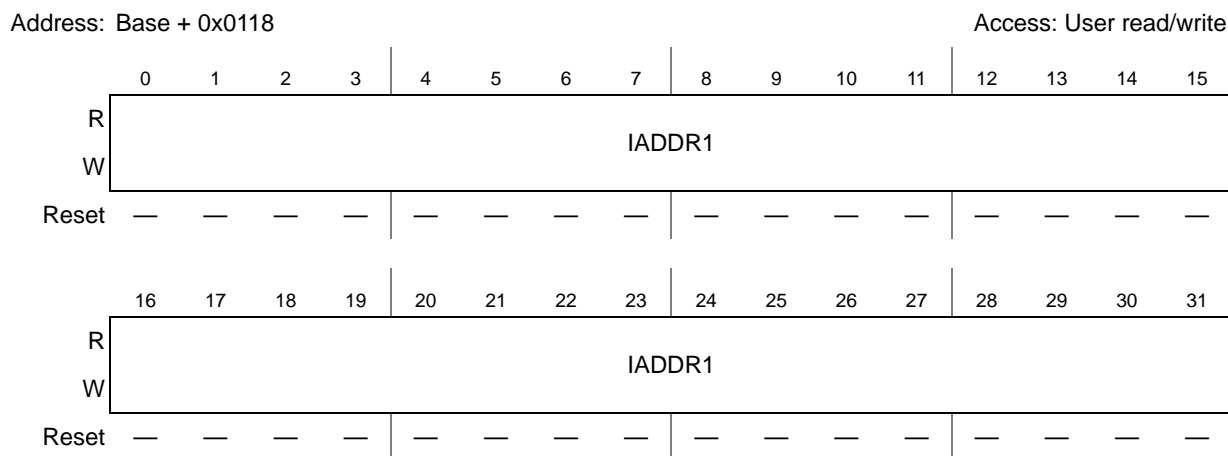 Address: Base + 0x0118 Access: User read/write
0 1 2 3 4 5 6 7 8 9 10 11 12 13 14 15
R
IADDR1
W
Reset — — — — — — — — — — — — — — — —
16 17 18 19 20 21 22 23 24 25 26 27 28 29 30 31
R
IADDR1
W
Reset — — — — — — — — — — — — — — — —